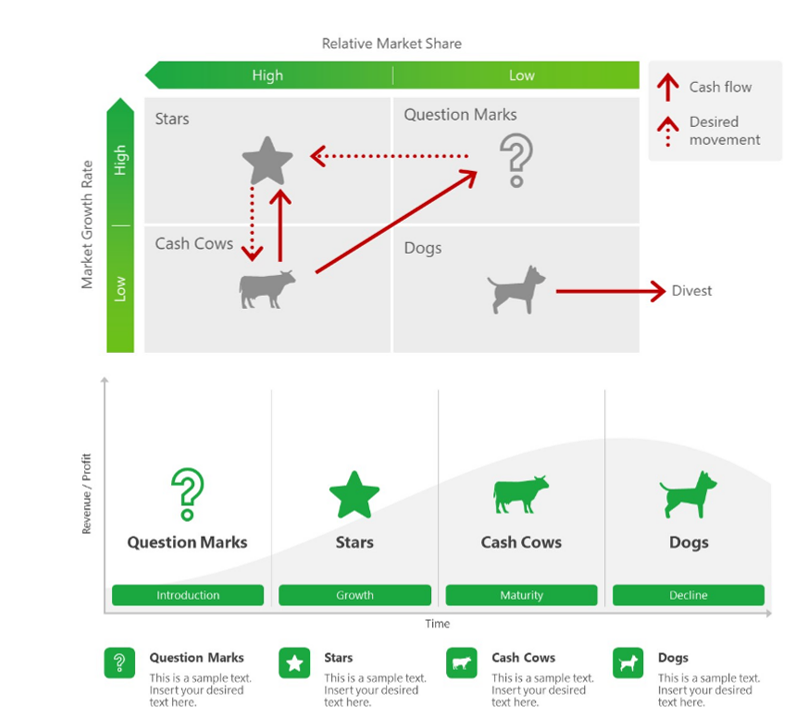 Relative Market Share
High
Low
Cash flow
Desired
movement
Market Growth Rate
High
Low
Stars
Question Marks
Cash Cows
Dogs
Divest
Revenue / Profit
Question Marks
Stars
Cash Cows
Dogs
Introduction
Growth
Maturity
Decline
Time
Question Marks
This is a sample text.
Insert your desired
text here.
Stars
This is a sample text.
Insert your desired
text here.
Cash Cows
This is a sample text.
Insert your desired
text here.
Dogs
This is a sample text.
Insert your desired
text here.